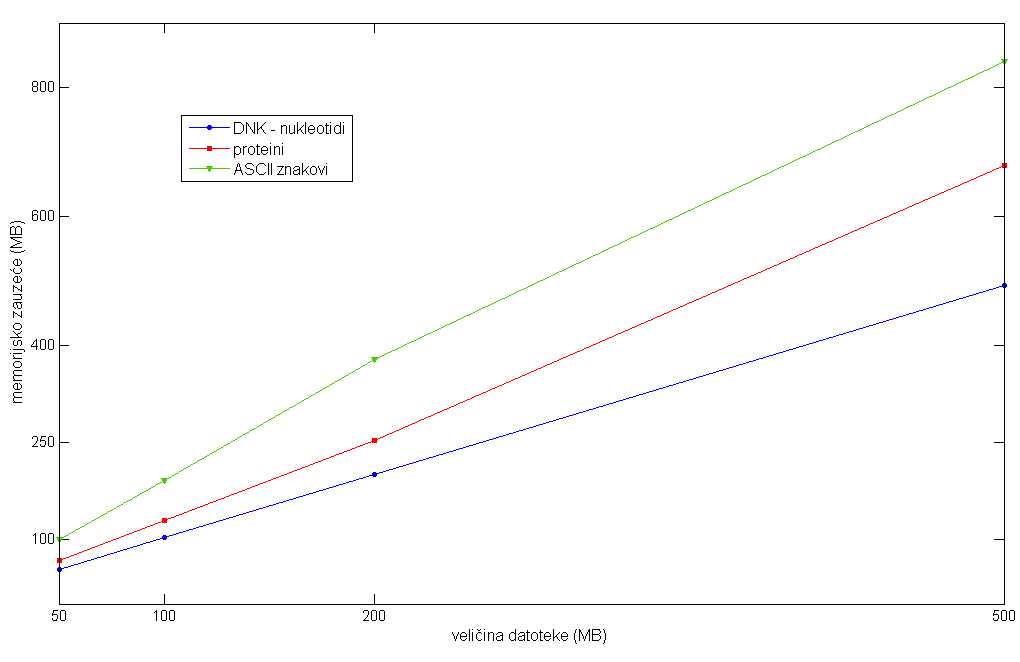 800
600
400
250
100
memorijsko zauzeće (MB)
DNK - nukleotidi
proteini
ASCII znakovi
50
100
200
500
veličina datoteke (MB)